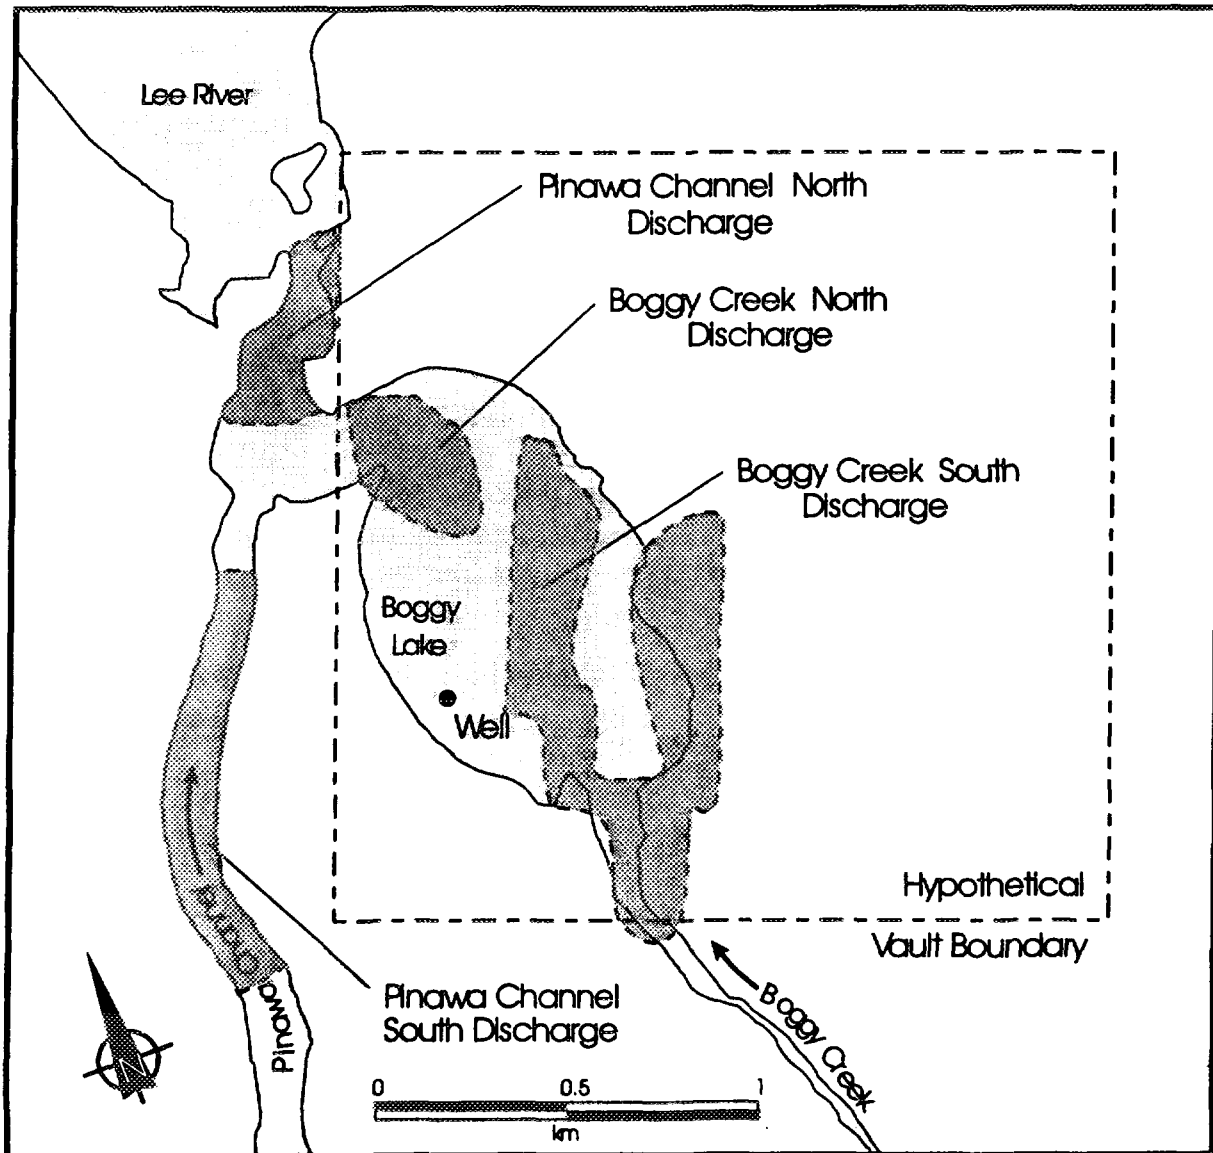 Lee River
Pinawa Channel North
Discharge
Boggy Creek North
Discharge
Boggy Creek South
Discharge
Boggy
Lake
Well
Hypothetical
Vault Boundary
Pinawa Channel
South Discharge
Pinawa Channel
Boggy Creek
N
0 0.5 1
km